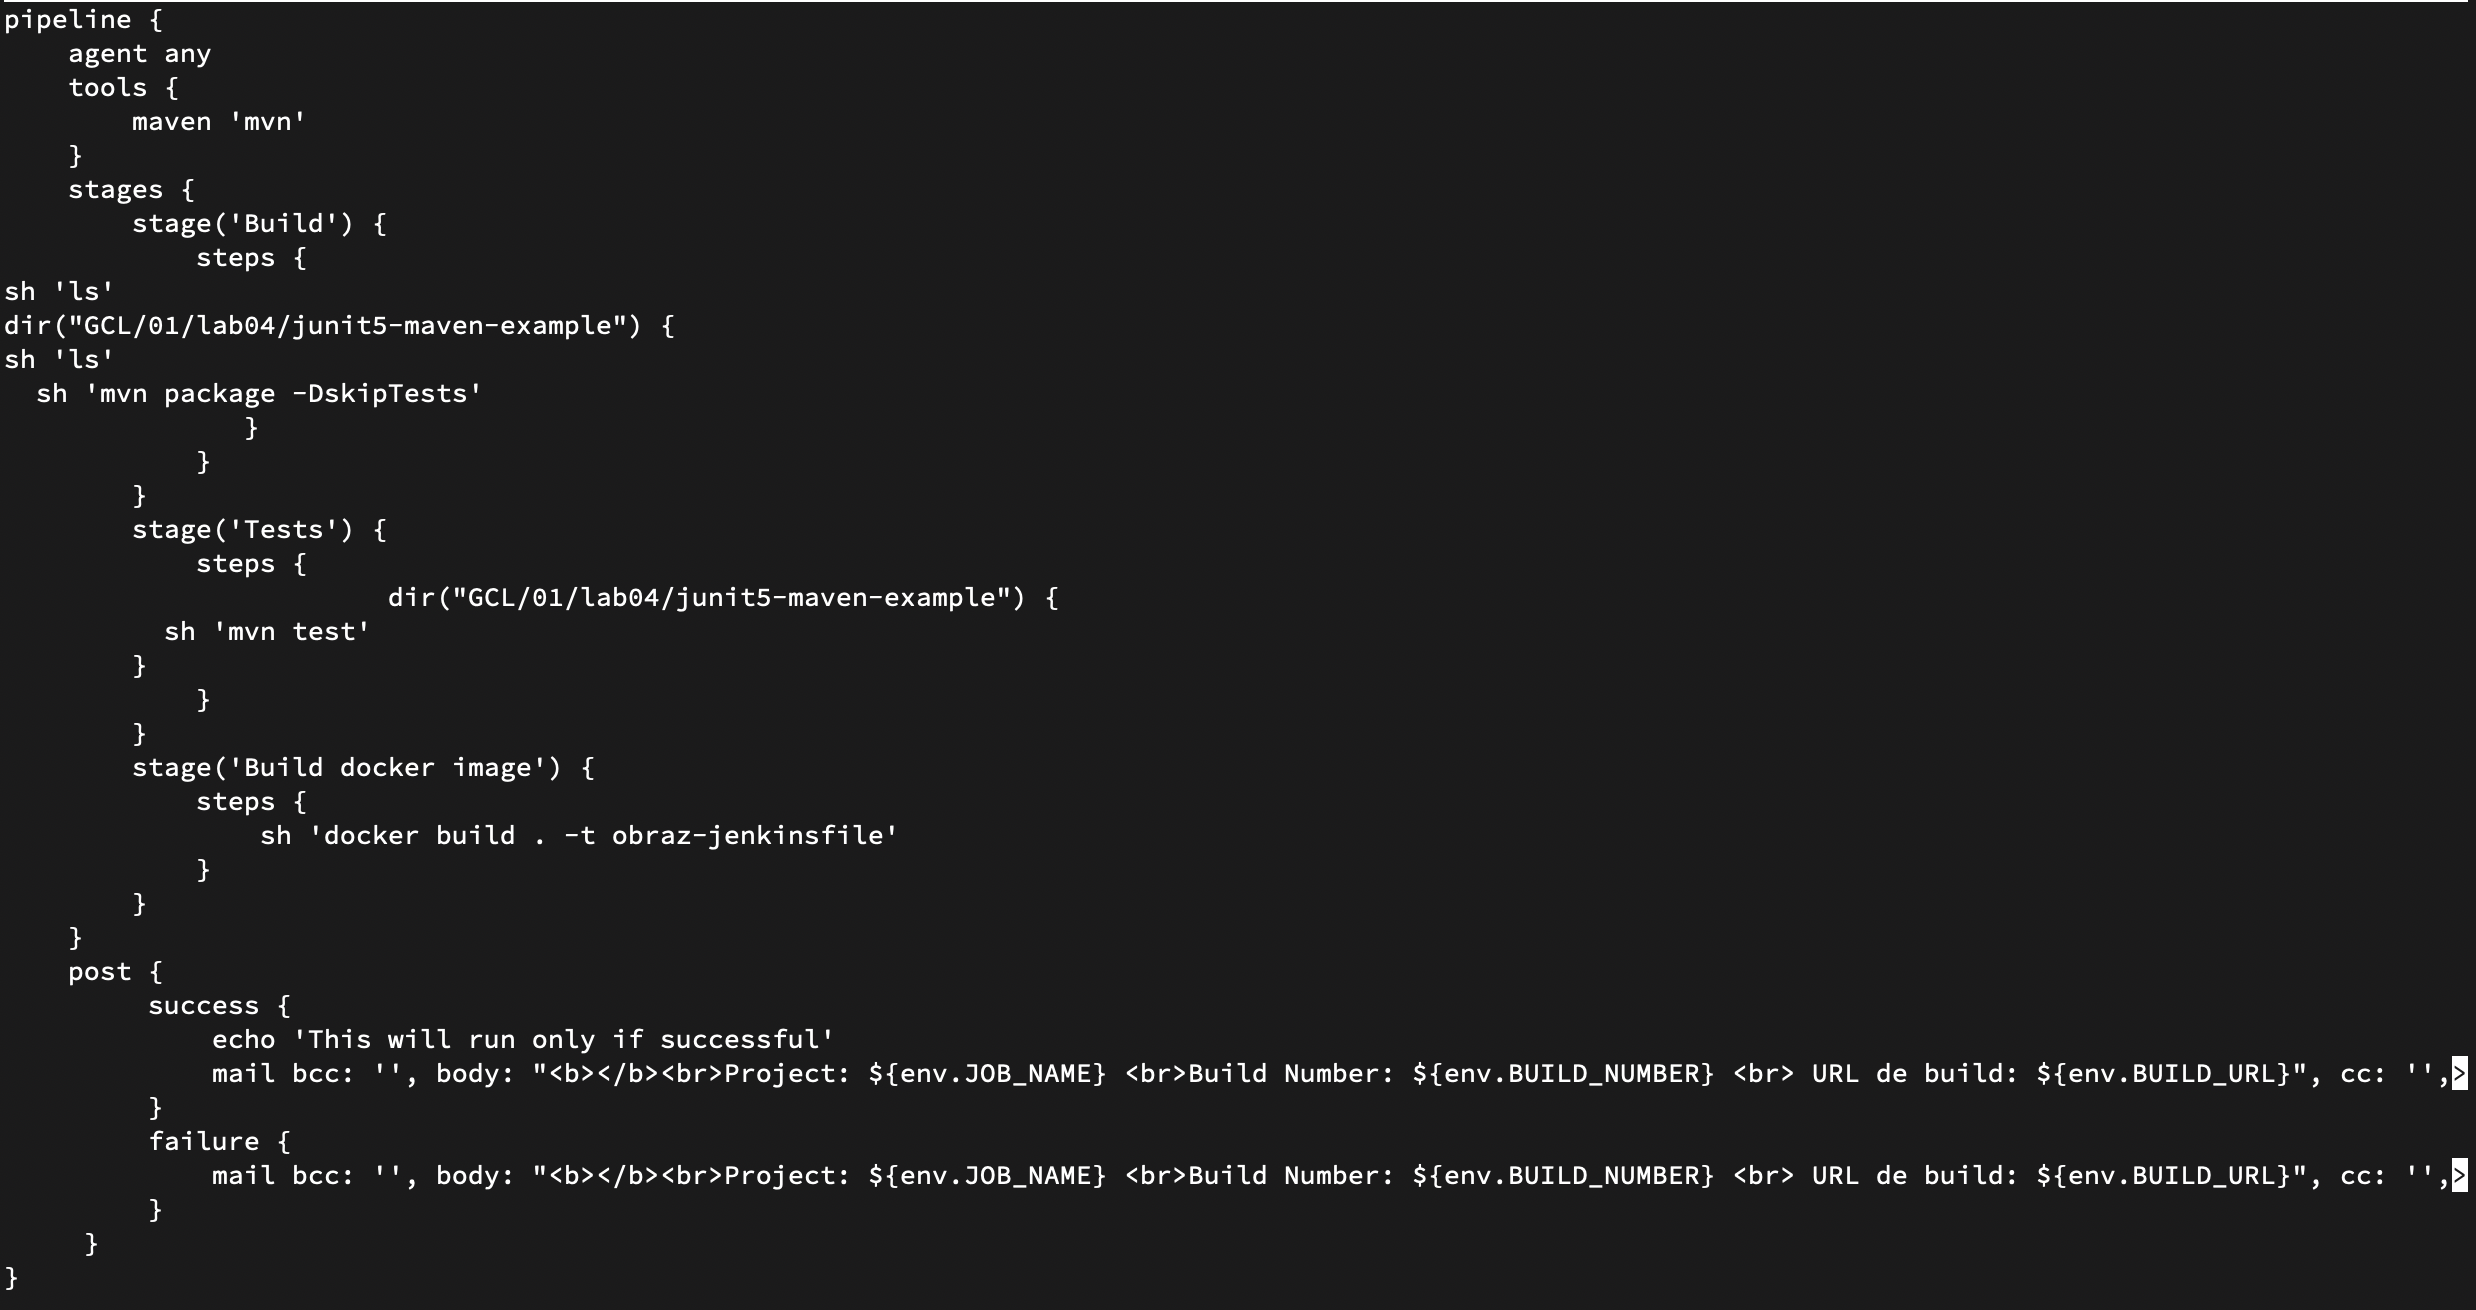 pipeline {
    agent any
    tools {
        maven 'mvn'
    }
    stages {
        stage('Build') {
            steps {
sh 'ls'
dir("GCL/01/lab04/junit5-maven-example") {
sh 'ls'
  sh 'mvn package -DskipTests'
               }
            }
        }
        stage('Tests') {
            steps {
                        dir("GCL/01/lab04/junit5-maven-example") {
          sh 'mvn test'
        }
            }
        }
        stage('Build docker image') {
            steps {
                sh 'docker build . -t obraz-jenkinsfile'
            }
        }
    }
    post {
         success {
             echo 'This will run only if successful'
             mail bcc: '', body: "<b></b><br>Project: ${env.JOB_NAME} <br>Build Number: ${env.BUILD_NUMBER} <br> URL de build: ${env.BUILD_URL}", cc: '',>
         }
         failure {
             mail bcc: '', body: "<b></b><br>Project: ${env.JOB_NAME} <br>Build Number: ${env.BUILD_NUMBER} <br> URL de build: ${env.BUILD_URL}", cc: '',>
         }
     }
}